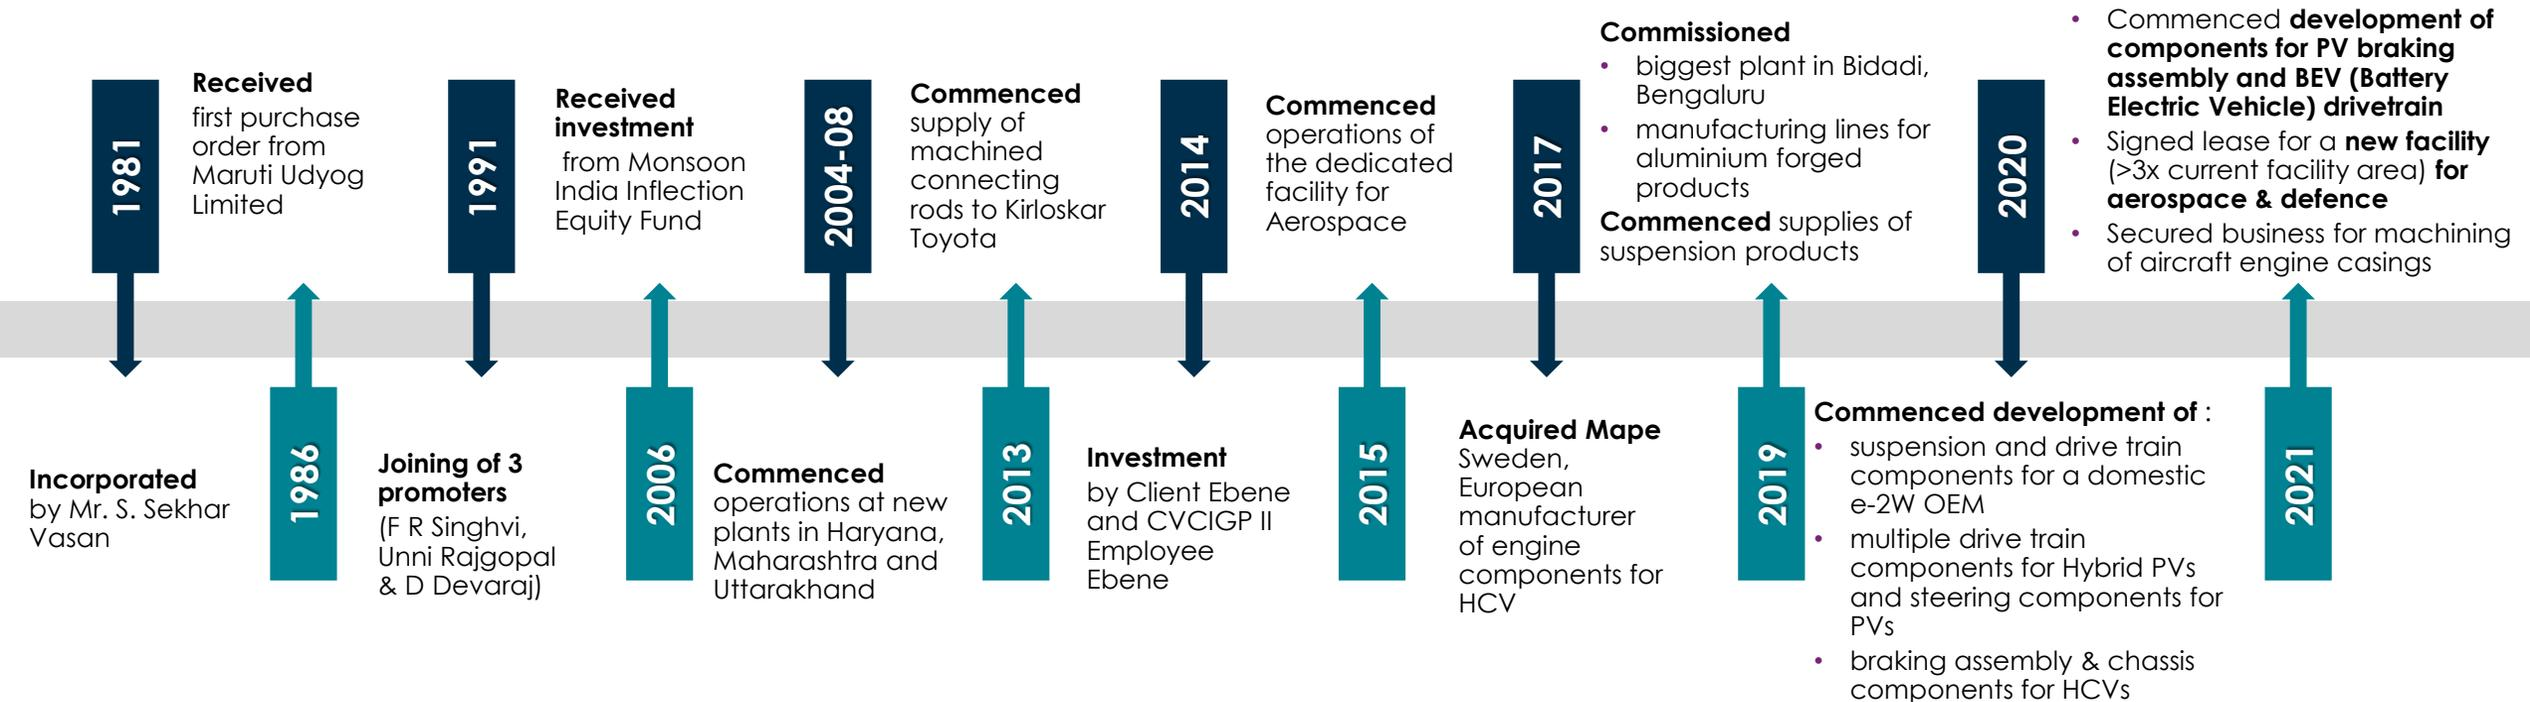 1981
Incorporated
by Mr. S. Sekhar
Vasan
1986
Received
first purchase
order from
Maruti Udyog
Limited
1991
Joining of 3
promoters
(F R Singhvi,
Unni Rajgopal
& D Devaraj)
2006
Received
investment
from Monsoon
India Inflection
Equity Fund
2004-08
Commenced
operations at new
plants in Haryana,
Maharashtra and
Uttarakhand
2013
Commenced
supply of
machined
connecting
rods to Kirloskar
Toyota
2014
Investment
by Client Ebene
and CVCIGP II
Employee
Ebene
2015
Commenced
operations of
the dedicated
facility for
Aerospace
2017
Acquired Mape
Sweden,
European
manufacturer
of engine
components for
HCV
2019
Commissioned
• biggest plant in Bidadi,
Bengaluru
• manufacturing lines for
aluminium forged
products
Commenced supplies of
suspension products
2020
Commenced development of :
• suspension and drive train
components for a domestic
e-2W OEM
• multiple drive train
components for Hybrid PVs
and steering components for
PVs
• braking assembly & chassis
components for HCVs
2021
• Commenced development of
components for PV braking
assembly and BEV (Battery
Electric Vehicle) drivetrain
• Signed lease for a new facility
(>3x current facility area) for
aerospace & defence
• Secured business for machining
of aircraft engine casings